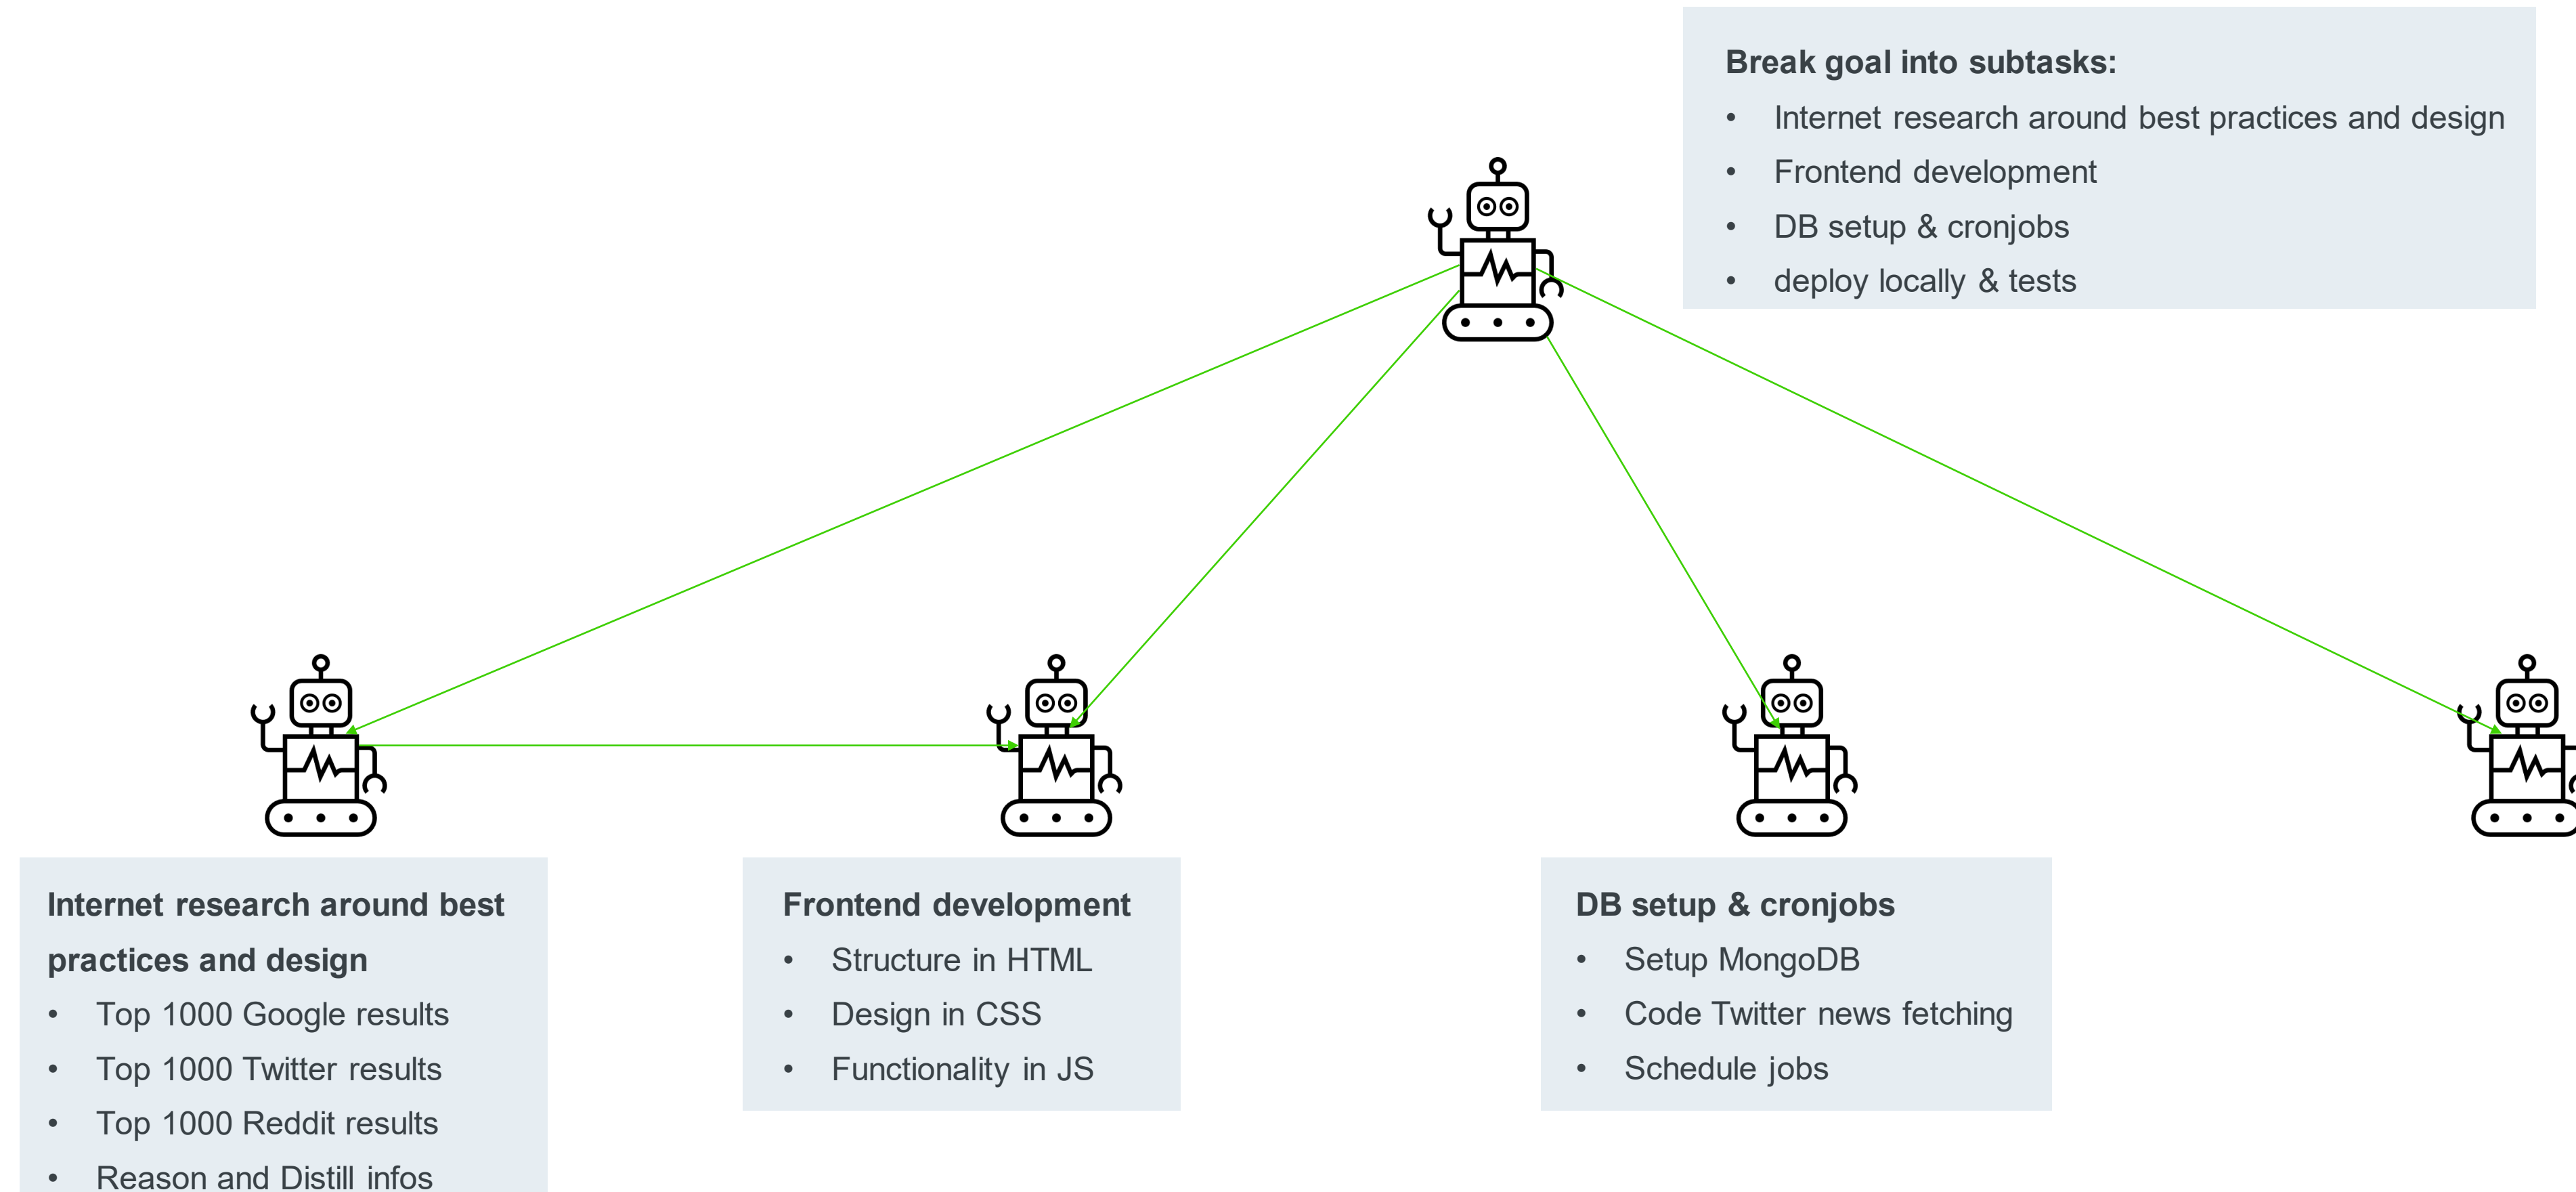 Break goal into subtasks:
• Internet research around best practices and design
• Frontend development
• DB setup & cronjobs
• deploy locally & tests
Internet research around best
practices and design
• Top 1000 Google results
• Top 1000 Twitter results
• Top 1000 Reddit results
• Reason and Distill infos
Frontend development
• Structure in HTML
• Design in CSS
• Functionality in JS
DB setup & cronjobs
• Setup MongoDB
• Code Twitter news fetching
• Schedule jobs